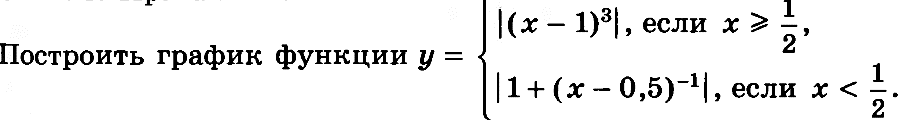 Построить график функции y = { |(x − 1)³|, если x ⩾ 1/2,
|1 + (x − 0,5)⁻¹|, если x < 1/2.